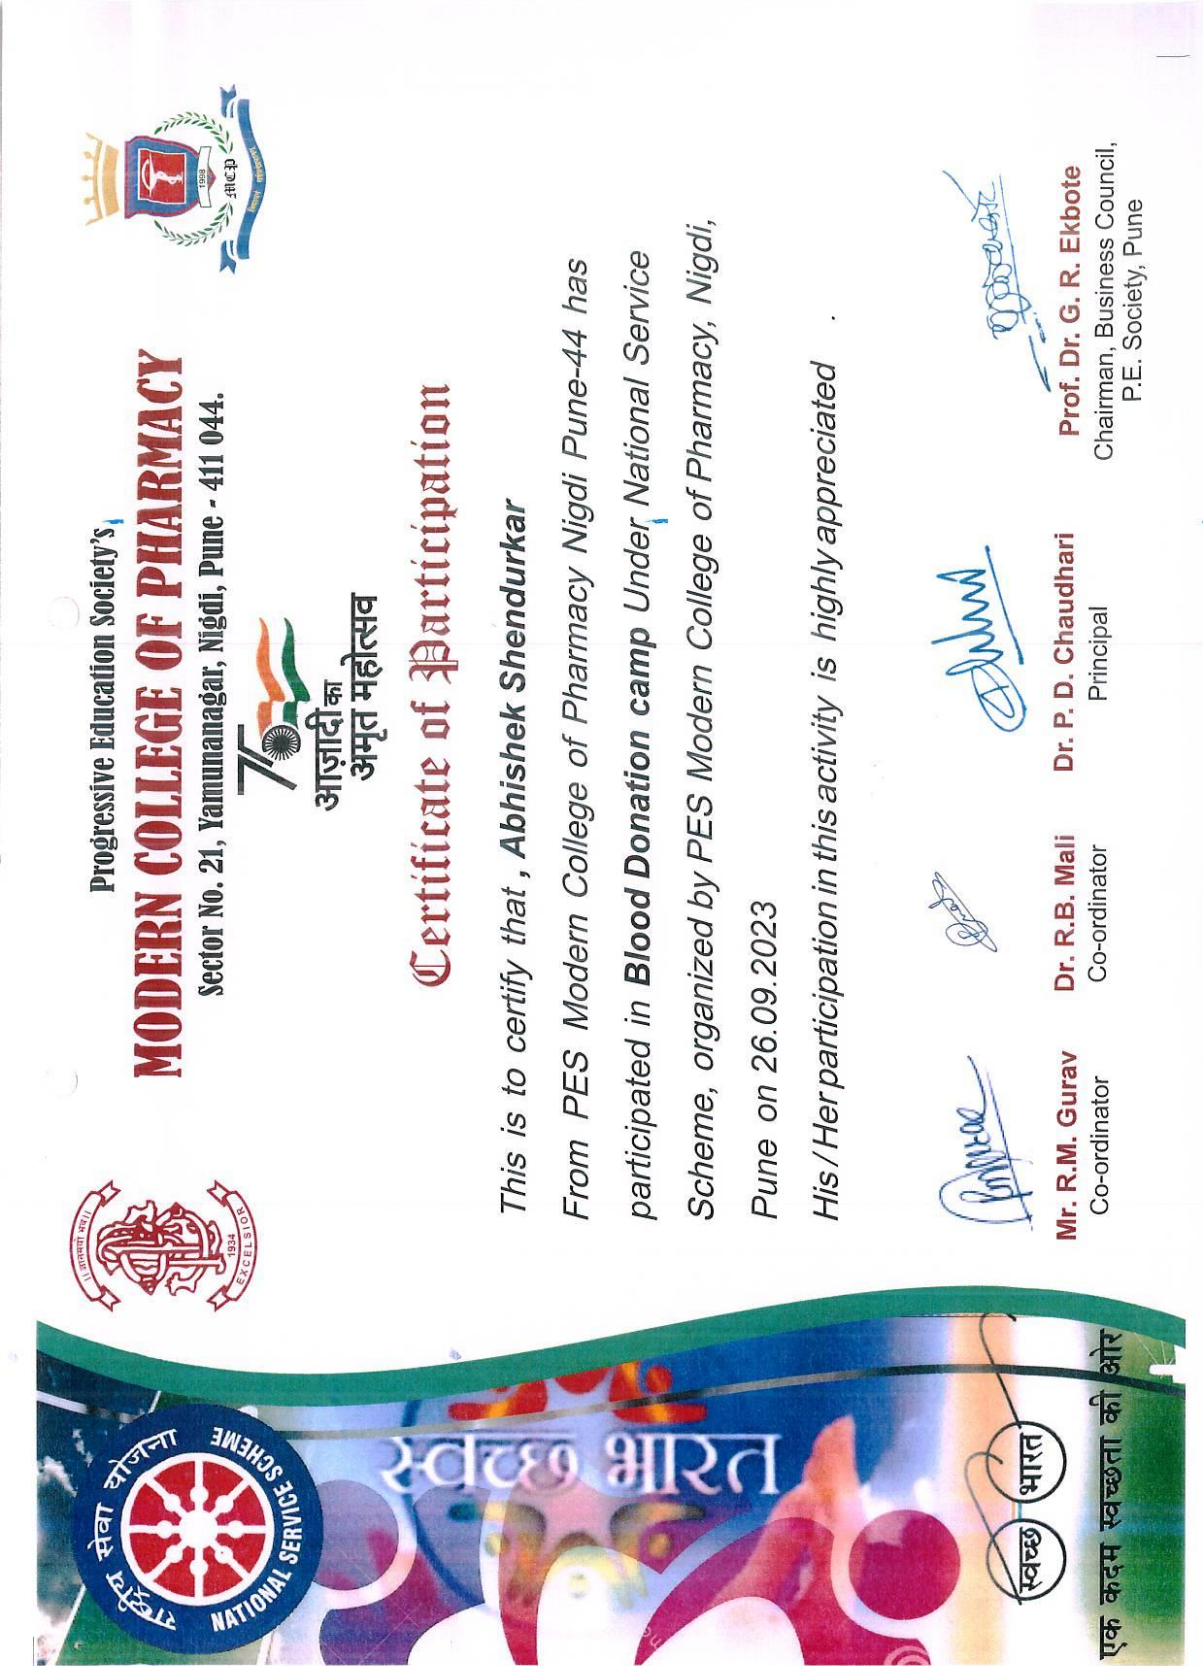 Progressive Education Society's
MODERN COLLEGE OF PHARMACY
Sector No. 21, Yamunanagar, Nigdi, Pune - 411 044.
।। ज्ञानमयो भव।।
1934
EXCELSIOR
1998
MCP
75
आज़ादी का
अमृत महोत्सव
Certificate of Participation
This is to certify that , Abhishek Shendurkar
From PES Modern College of Pharmacy Nigdi Pune-44 has
participated in Blood Donation camp Under National Service
Scheme, organized by PES Modern College of Pharmacy, Nigdi,
Pune on 26.09.2023
His / Her participation in this activity is highly appreciated .
Mr. R.M. Gurav
Co-ordinator
Dr. R.B. Mali
Co-ordinator
Dr. P. D. Chaudhari
Principal
Prof. Dr. G. R. Ekbote
Chairman, Business Council,
P.E. Society, Pune
राष्ट्रीय सेवा योजना
NATIONAL SERVICE SCHEME
स्वच्छ भारत
स्वच्छ भारत
एक कदम स्वच्छता की ओर